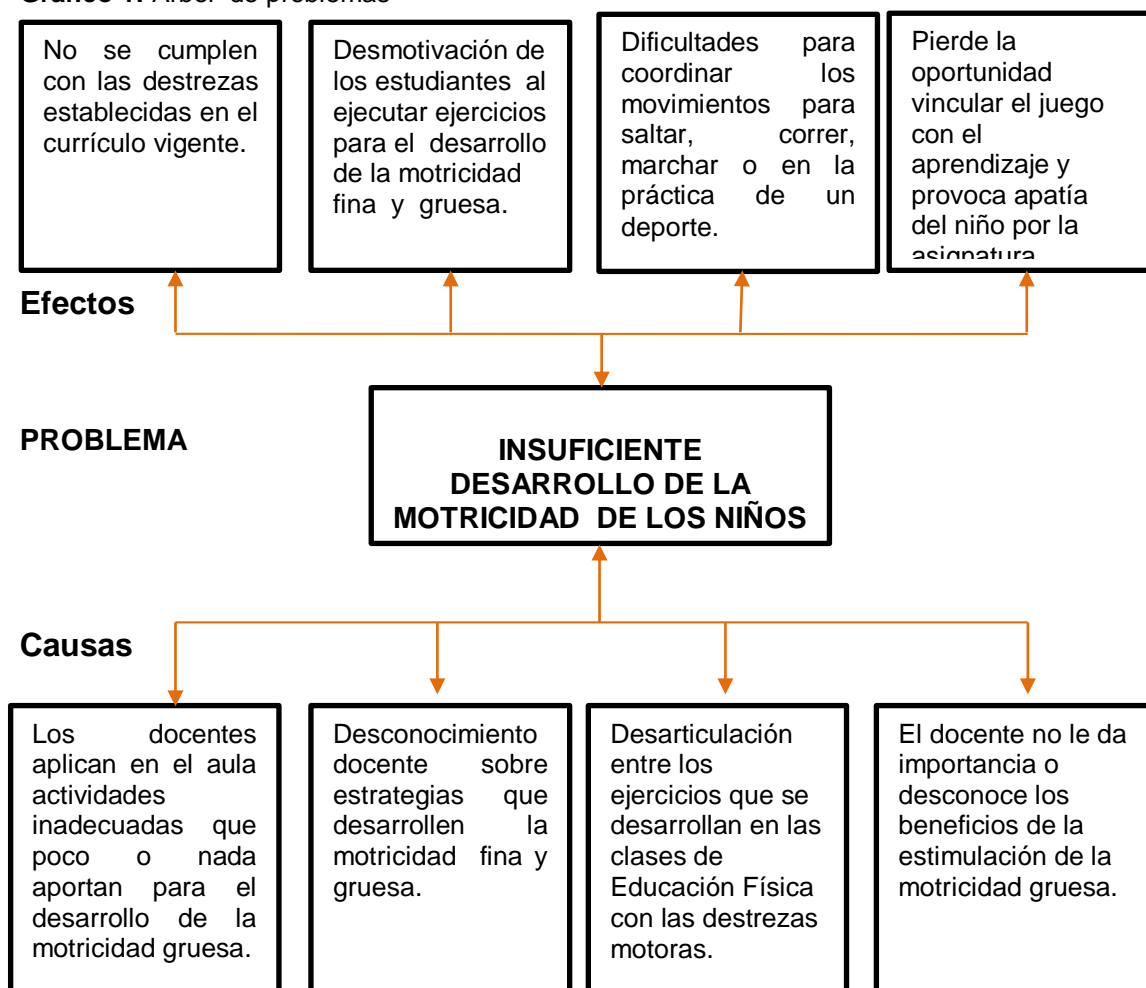 Gráfico 1: Árbol de problemas
No se cumplen
con las destrezas
establecidas en el
currículo vigente.
Desmotivación de
los estudiantes al
ejecutar ejercicios
para el desarrollo
de la motricidad
fina y gruesa.
Dificultades para
coordinar los
movimientos para
saltar, correr,
marchar o en la
práctica de un
deporte.
Pierde la
oportunidad
vincular el juego
con el
aprendizaje y
provoca apatía
del niño por la
asignatura
Efectos
PROBLEMA
INSUFICIENTE
DESARROLLO DE LA
MOTRICIDAD DE LOS NIÑOS
Causas
Los docentes
aplican en el aula
actividades
inadecuadas que
poco o nada
aportan para el
desarrollo de la
motricidad gruesa.
Desconocimiento
docente sobre
estrategias que
desarrollen la
motricidad fina y
gruesa.
Desarticulación
entre los
ejercicios que se
desarrollan en las
clases de
Educación Física
con las destrezas
motoras.
El docente no le da
importancia o
desconoce los
beneficios de la
estimulación de la
motricidad gruesa.